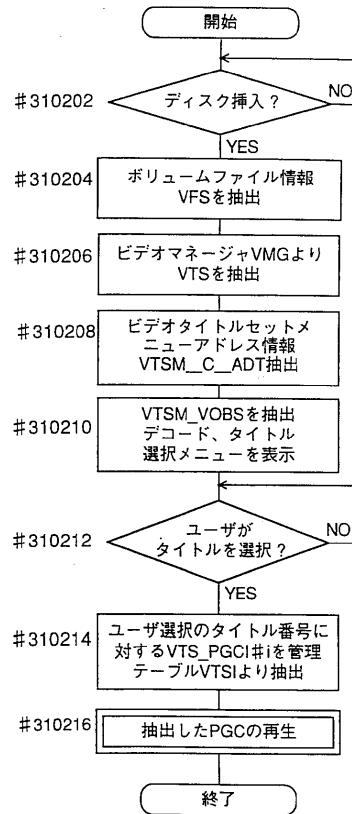 開始
#310202
ディスク挿入?
NO
YES
#310204
ボリュームファイル情報
VFSを抽出
#310206
ビデオマネージャVMGより
VTSを抽出
#310208
ビデオタイトルセットメ
ニューアドレス情報
VTSM__C__ADT抽出
#310210
VTSM_VOBSを抽出
デコード、タイトル
選択メニューを表示
#310212
ユーザが
タイトルを選択?
NO
YES
#310214
ユーザ選択のタイトル番号に
対するVTS_PGCI#iを管理
テーブルVTSIより抽出
#310216
抽出したPGCの再生
終了